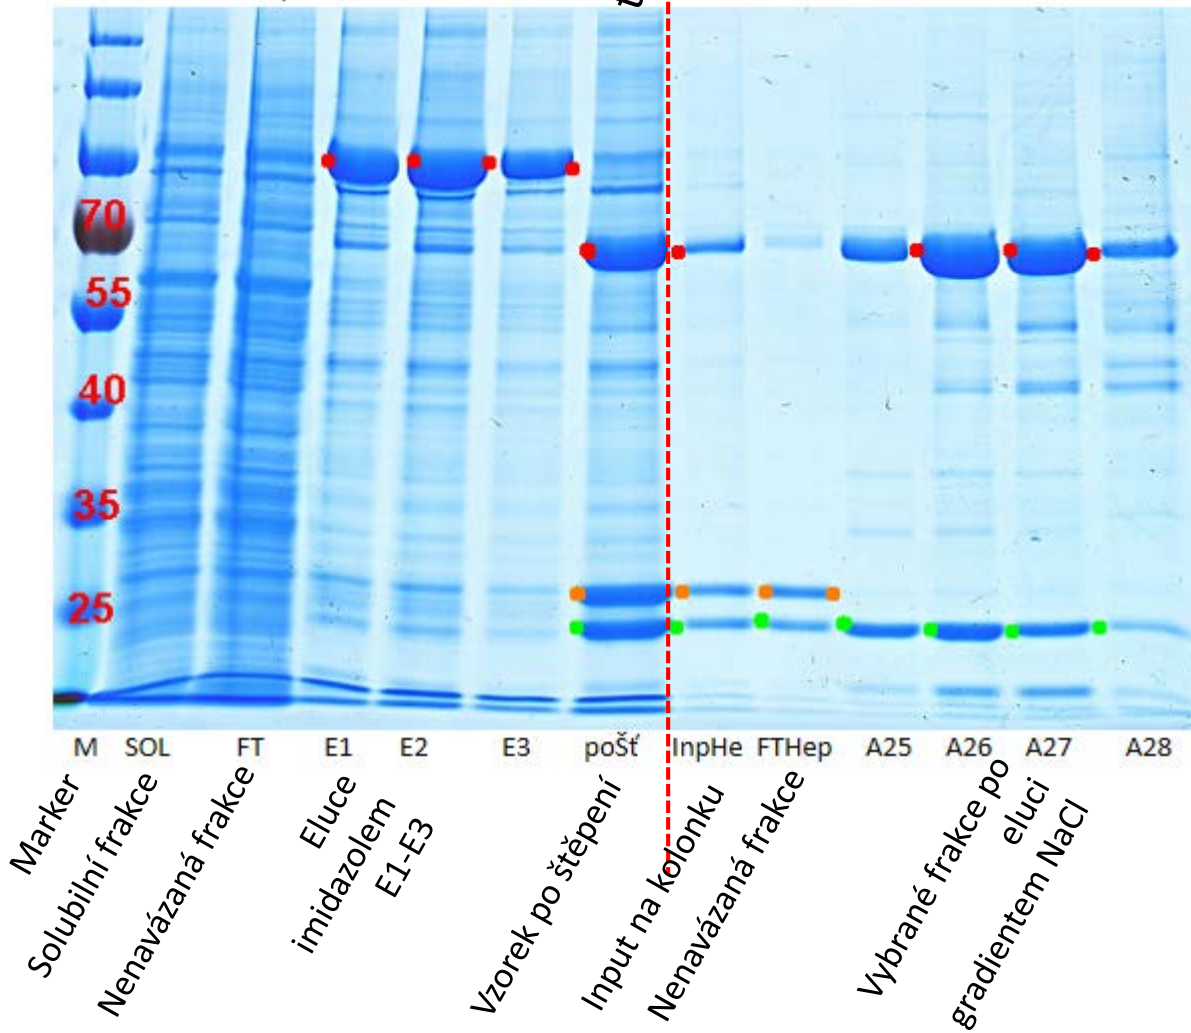 t
70
55
40
35
25
M SOL FT E1 E2 E3 poŠť InpHe FTHep A25 A26 A27 A28
Marker
Solubilní frakce
Nenavázaná frakce
Eluce
imidazolem
E1-E3
Vzorek po štěpení
Input na kolonku
Nenavázaná frakce
Vybrané frakce po
eluci
gradientem NaCl